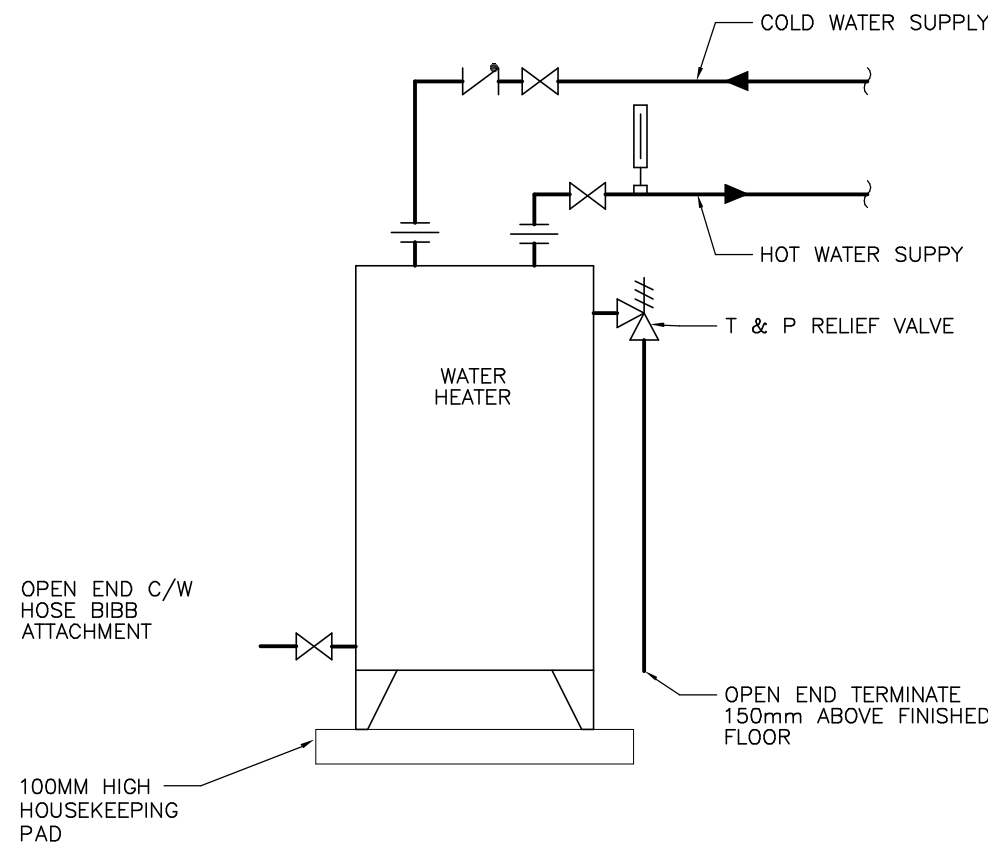 COLD WATER SUPPLY
HOT WATER SUPPY
T & P RELIEF VALVE
WATER
HEATER
OPEN END C/W
HOSE BIBB
ATTACHMENT
OPEN END TERMINATE
150mm ABOVE FINISHED
FLOOR
100MM HIGH
HOUSEKEEPING
PAD